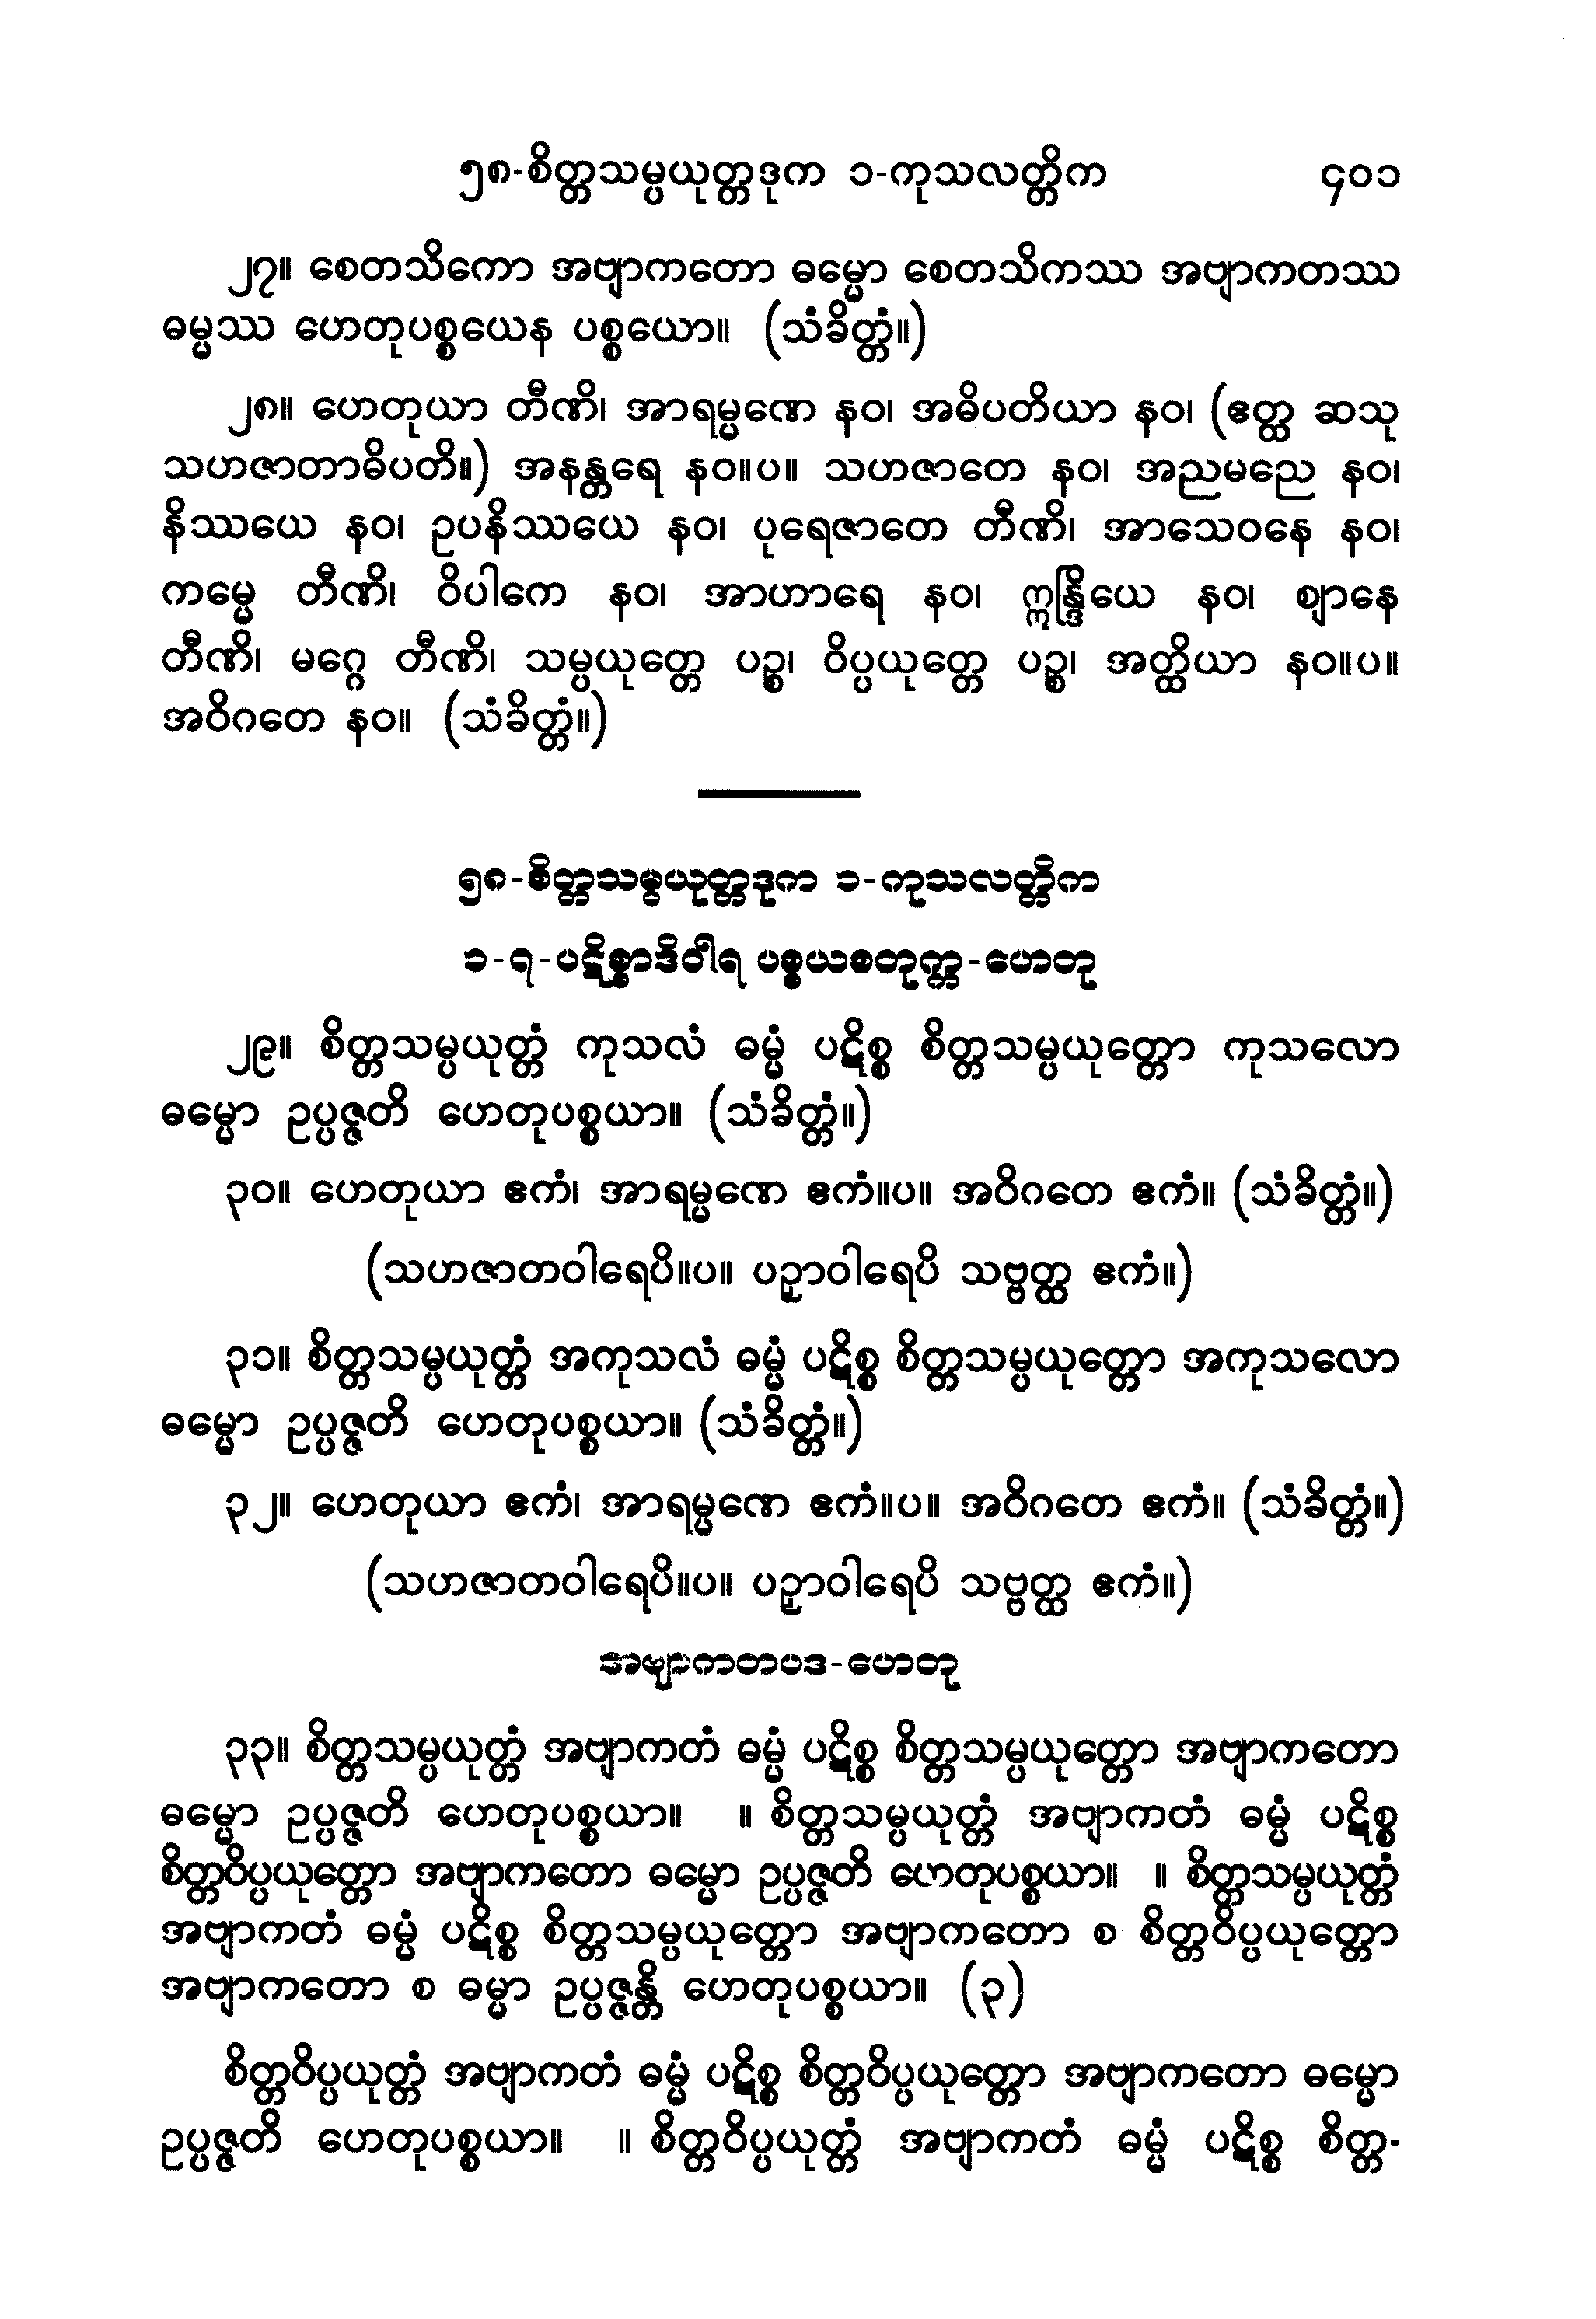 ၅၈-စိတ္တသမ္ပယုတ္တဒုက ၁-ကုသလတ္တိက ၄၀၁
၂၇။ စေတသိကော အဗျာကတော ဓမ္မော စေတသိကဿ အဗျာကတဿ
ဓမ္မဿ ဟေတုပစ္စယေန ပစ္စယော။ (သံခိတ္တံ။)
၂၈။ ဟေတုယာ တီဏိ၊ အာရမ္မဏေ နဝ၊ အဓိပတိယာ နဝ၊ (ဧတ္ထ ဆသု
သဟဇာတာဓိပတိ။) အနန္တရေ နဝ။ပ။ သဟဇာတေ နဝ၊ အညမညေ နဝ၊
နိဿယေ နဝ၊ ဥပနိဿယေ နဝ၊ ပုရေဇာတေ တီဏိ၊ အာသေဝနေ နဝ၊
ကမ္မေ တီဏိ၊ ဝိပါကေ နဝ၊ အာဟာရေ နဝ၊ ဣန္ဒြိယေ နဝ၊ ဈာနေ
တီဏိ၊ မဂ္ဂေ တီဏိ၊ သမ္ပယုတ္တေ ပဉ္စ၊ ဝိပ္ပယုတ္တေ ပဉ္စ၊ အတ္ထိယာ နဝ။ပ။
အဝိဂတေ နဝ။ (သံခိတ္တံ။)
၅၈-စိတ္တသမ္ပယုတ္တဒုက ၁-ကုသလတ္တိက
၁-၇-ပဋိစ္စာဒိဝါရ ပစ္စယစတုက္က-ဟေတု
၂၉။ စိတ္တသမ္ပယုတ္တံ ကုသလံ ဓမ္မံ ပဋိစ္စ စိတ္တသမ္ပယုတ္တော ကုသလော
ဓမ္မော ဥပ္ပဇ္ဇတိ ဟေတုပစ္စယာ။ (သံခိတ္တံ။)
၃၀။ ဟေတုယာ ဧကံ၊ အာရမ္မဏေ ဧကံ။ပ။ အဝိဂတေ ဧကံ။ (သံခိတ္တံ။)
(သဟဇာတဝါရေပိ။ပ။ ပဉှာဝါရေပိ သဗ္ဗတ္ထ ဧကံ။)
၃၁။ စိတ္တသမ္ပယုတ္တံ အကုသလံ ဓမ္မံ ပဋိစ္စ စိတ္တသမ္ပယုတ္တော အကုသလော
ဓမ္မော ဥပ္ပဇ္ဇတိ ဟေတုပစ္စယာ။ (သံခိတ္တံ။)
၃၂။ ဟေတုယာ ဧကံ၊ အာရမ္မဏေ ဧကံ။ပ။ အဝိဂတေ ဧကံ။ (သံခိတ္တံ။)
(သဟဇာတဝါရေပိ။ပ။ ပဉှာဝါရေပိ သဗ္ဗတ္ထ ဧကံ။)
အဗျာကတပဒ-ဟေတု
၃၃။ စိတ္တသမ္ပယုတ္တံ အဗျာကတံ ဓမ္မံ ပဋိစ္စ စိတ္တသမ္ပယုတ္တော အဗျာကတော
ဓမ္မော ဥပ္ပဇ္ဇတိ ဟေတုပစ္စယာ။ ။ စိတ္တသမ္ပယုတ္တံ အဗျာကတံ ဓမ္မံ ပဋိစ္စ
စိတ္တဝိပ္ပယုတ္တော အဗျာကတော ဓမ္မော ဥပ္ပဇ္ဇတိ ဟေတုပစ္စယာ။ ။ စိတ္တသမ္ပယုတ္တံ
အဗျာကတံ ဓမ္မံ ပဋိစ္စ စိတ္တသမ္ပယုတ္တော အဗျာကတော စ စိတ္တဝိပ္ပယုတ္တော
အဗျာကတော စ ဓမ္မာ ဥပ္ပဇ္ဇန္တိ ဟေတုပစ္စယာ။ (၃)
စိတ္တဝိပ္ပယုတ္တံ အဗျာကတံ ဓမ္မံ ပဋိစ္စ စိတ္တဝိပ္ပယုတ္တော အဗျာကတော ဓမ္မော
ဥပ္ပဇ္ဇတိ ဟေတုပစ္စယာ။ ။ စိတ္တဝိပ္ပယုတ္တံ အဗျာကတံ ဓမ္မံ ပဋိစ္စ စိတ္တ-